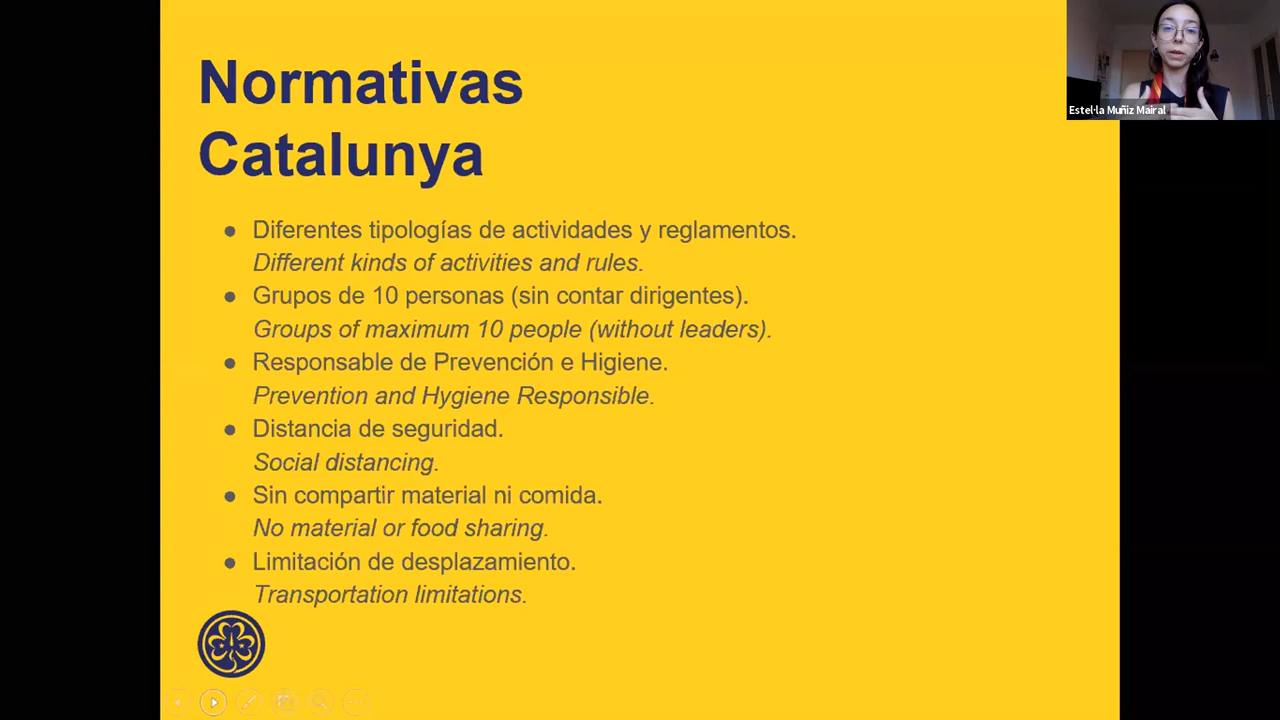 Normativas
Catalunya
Estel·la Muñiz Mairal
● Diferentes tipologías de actividades y reglamentos.
Different kinds of activities and rules.
● Grupos de 10 personas (sin contar dirigentes).
Groups of maximum 10 people (without leaders).
● Responsable de Prevención e Higiene.
Prevention and Hygiene Responsible.
● Distancia de seguridad.
Social distancing.
● Sin compartir material ni comida.
No material or food sharing.
● Limitación de desplazamiento.
Transportation limitations.